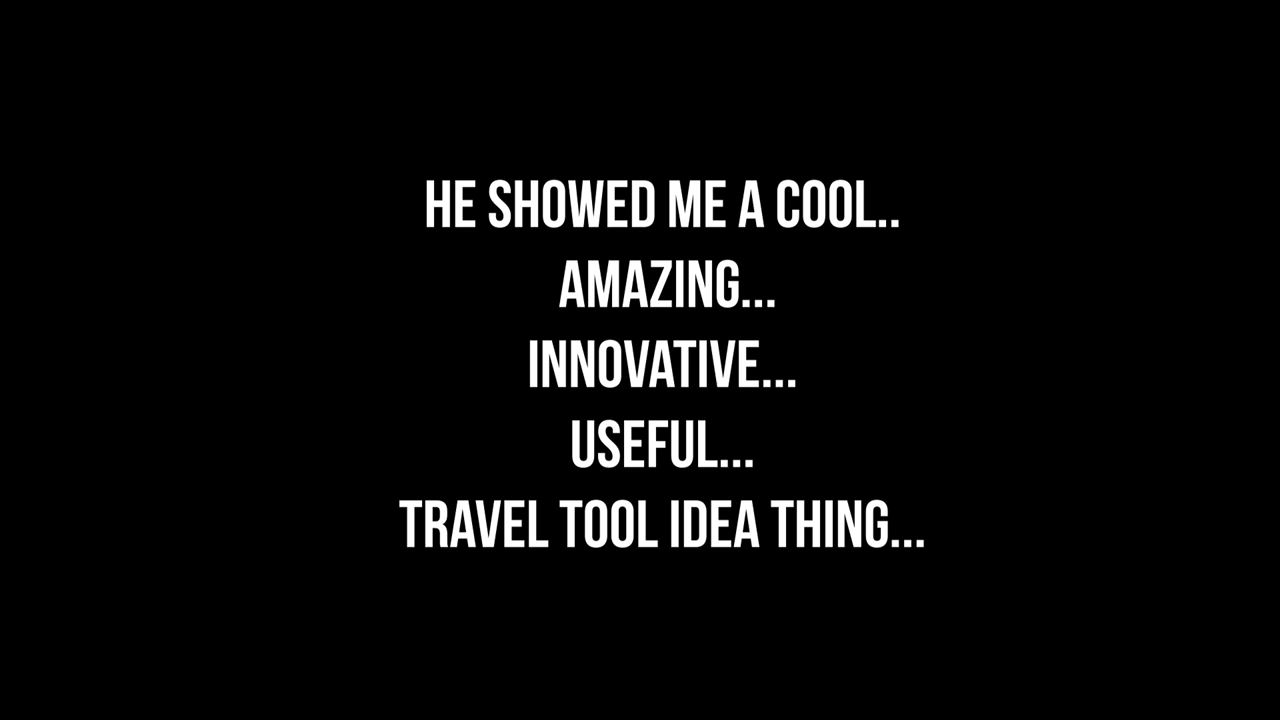 HE SHOWED ME A COOL..
AMAZING...
INNOVATIVE...
USEFUL...
TRAVEL TOOL IDEA THING...